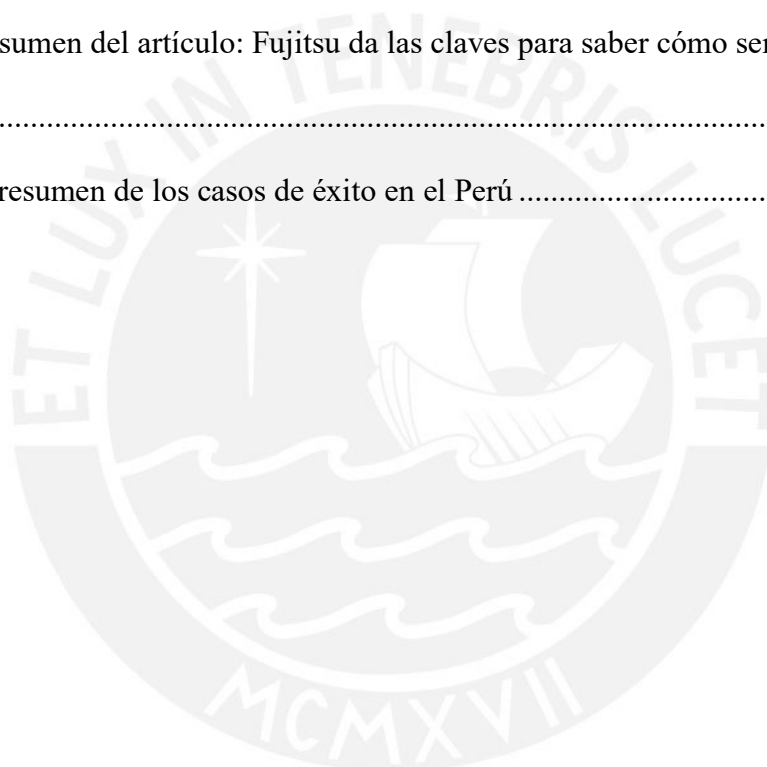 sumen del artículo: Fujitsu da las claves para saber cómo ser
....................................................................................................
resumen de los casos de éxito en el Perú ...............................
ET LUX IN TENEBRIS LUCET
MCMXVII